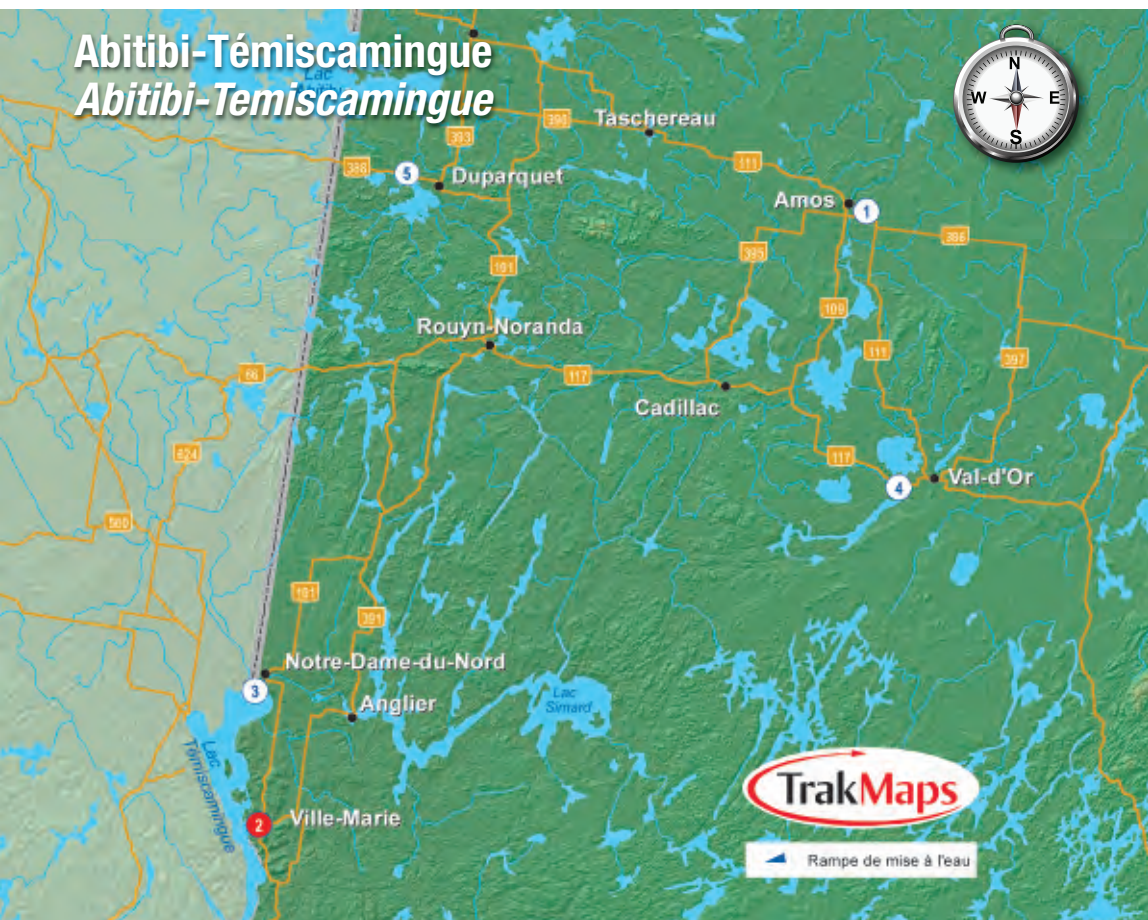 Abitibi-Témiscamingue
Abitibi-Temiscamingue
Lac
N
W
E
S
390
Taschereau
393
111
388
5
Duparquet
Amos
1
395
386
101
109
Rouyn-Noranda
111
397
66
117
Cadillac
624
117
4
Val-d'Or
560
101
391
Notre-Dame-du-Nord
3
Anglier
Lac
Simard
Lac
Témiscamingue
TrakMaps
2
Ville-Marie
Rampe de mise à l'eau